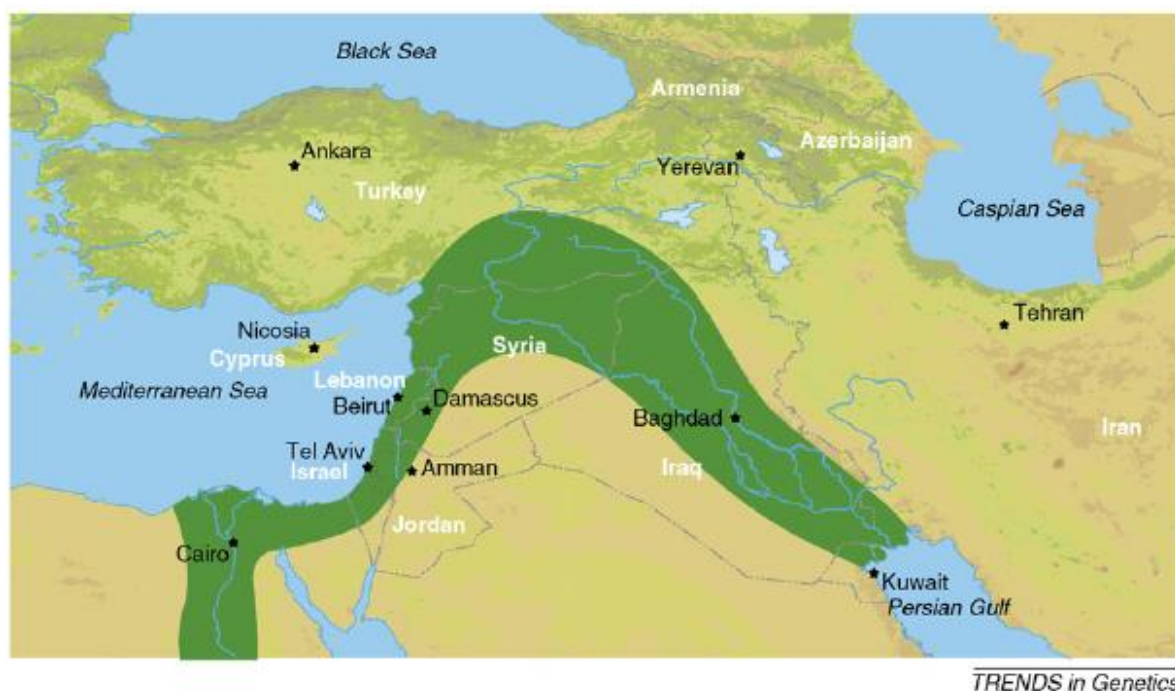 Black Sea
Armenia
Azerbaijan
Ankara
Yerevan
Turkey
Caspian Sea
Tehran
Nicosia
Cyprus
Syria
Mediterranean Sea
Lebanon
Beirut
Damascus
Baghdad
Iran
Tel Aviv
Israel
Amman
Iraq
Jordan
Cairo
Kuwait
Persian Gulf
TRENDS in Genetics